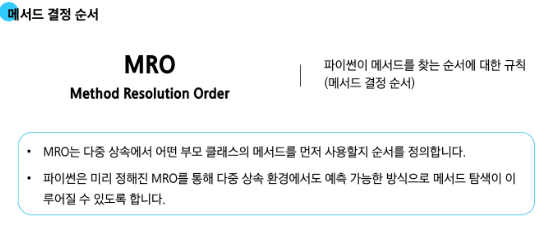 메서드 결정 순서
MRO
Method Resolution Order
파이썬이 메서드를 찾는 순서에 대한 규칙
(메서드 결정 순서)
• MRO는 다중 상속에서 어떤 부모 클래스의 메서드를 먼저 사용할지 순서를 정의합니다.
• 파이썬은 미리 정해진 MRO를 통해 다중 상속 환경에서도 예측 가능한 방식으로 메서드 탐색이 이
루어질 수 있도록 합니다.